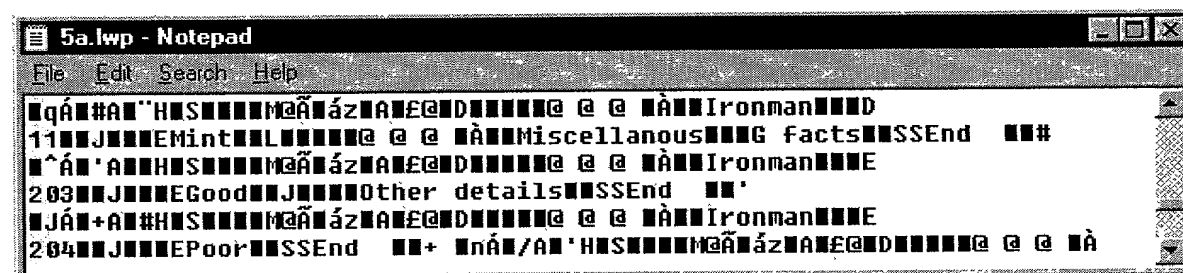 5a.lwp - Notepad
File Edit Search Help
■qÁ■#A■¨H■S■■■■M@Ã■áz■A■£@■D■■■■■@ @ @ ■À■■Ironman■■■D
11■■J■■■EMint■■L■■■■■@ @ @ ■À■■Miscellanous■■■G facts■■SSEnd ■■#
■^Á■'A■■H■S■■■■M@Ã■áz■A■£@■D■■■■■@ @ @ ■À■■Ironman■■■E
203■■J■■■EGood■■J■■■■Other details■■SSEnd ■■'
■JÁ■+A■#H■S■■■■M@Ã■áz■A■£@■D■■■■■@ @ @ ■À■■Ironman■■■E
204■■J■■■EPoor■■SSEnd ■■+ ■nÁ■/A■'H■S■■■■M@Ã■áz■A■£@■D■■■■■@ @ @ ■À